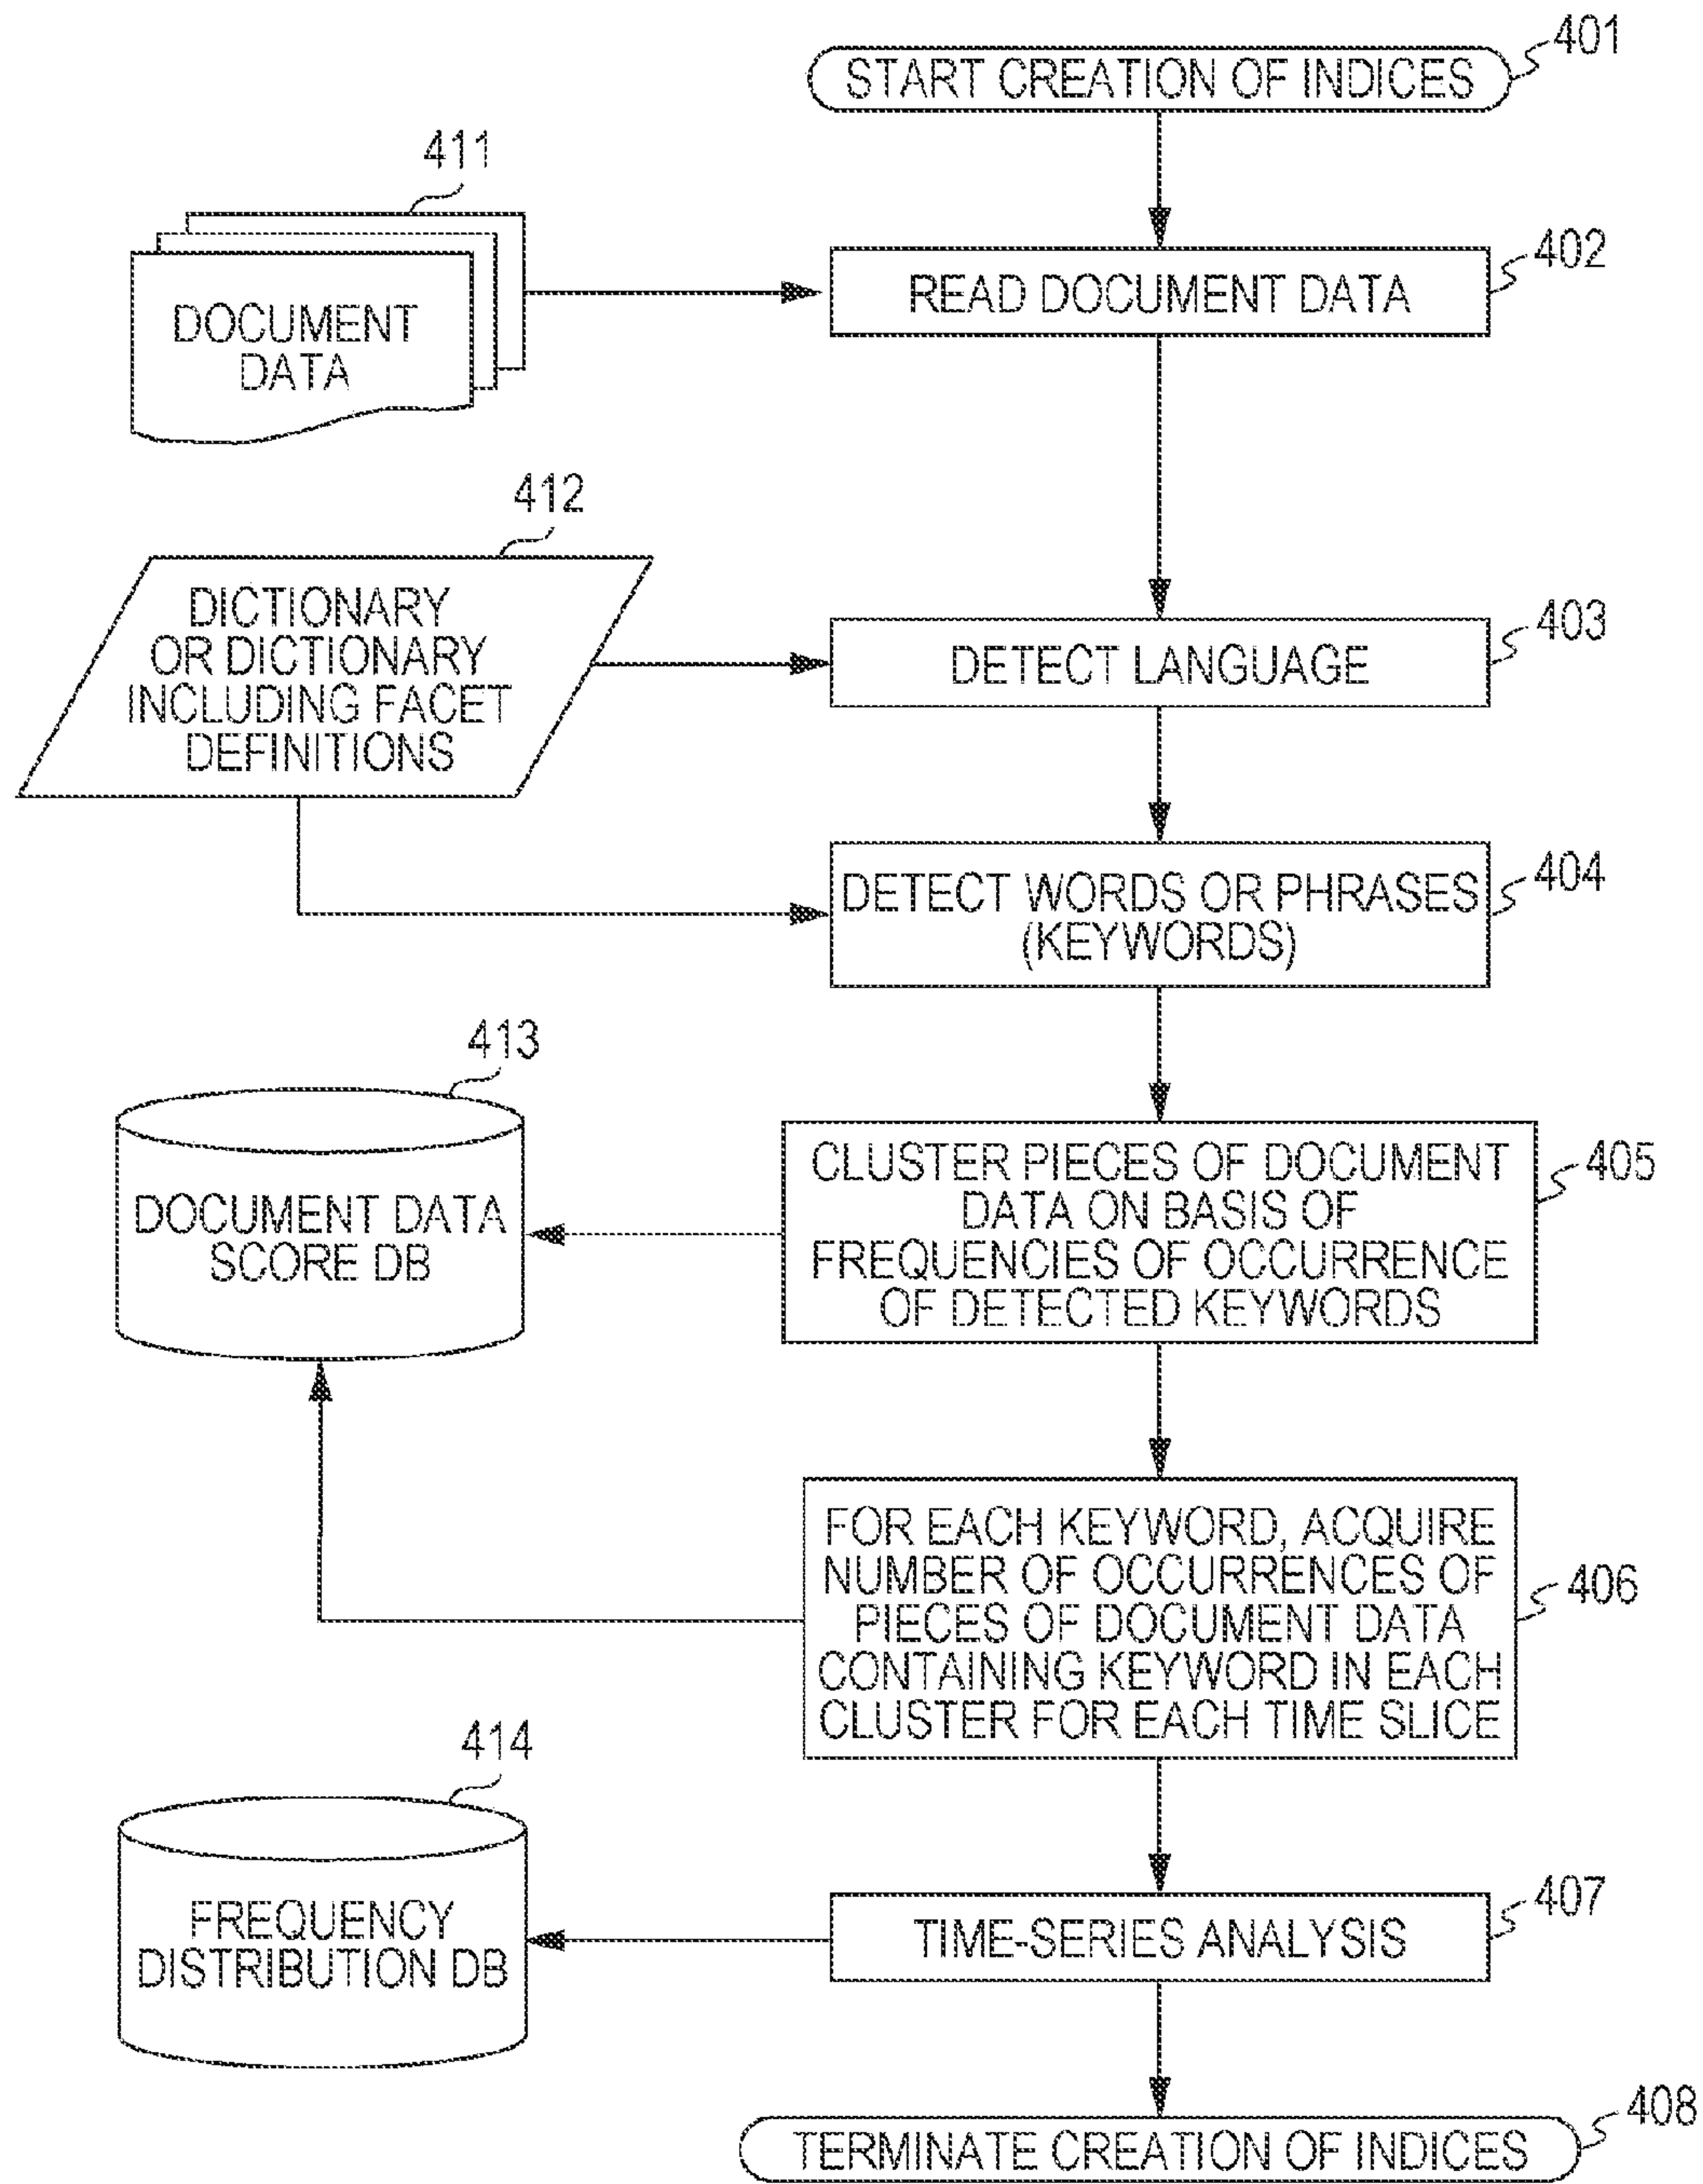 401
START CREATION OF INDICES
411
DOCUMENT
DATA
402
READ DOCUMENT DATA
412
DICTIONARY
OR DICTIONARY
INCLUDING FACET
DEFINITIONS
403
DETECT LANGUAGE
404
DETECT WORDS OR PHRASES
(KEYWORDS)
413
DOCUMENT DATA
SCORE DB
405
CLUSTER PIECES OF DOCUMENT
DATA ON BASIS OF
FREQUENCIES OF OCCURRENCE
OF DETECTED KEYWORDS
406
FOR EACH KEYWORD, ACQUIRE
NUMBER OF OCCURRENCES OF
PIECES OF DOCUMENT DATA
CONTAINING KEYWORD IN EACH
CLUSTER FOR EACH TIME SLICE
414
FREQUENCY
DISTRIBUTION DB
407
TIME-SERIES ANALYSIS
408
TERMINATE CREATION OF INDICES